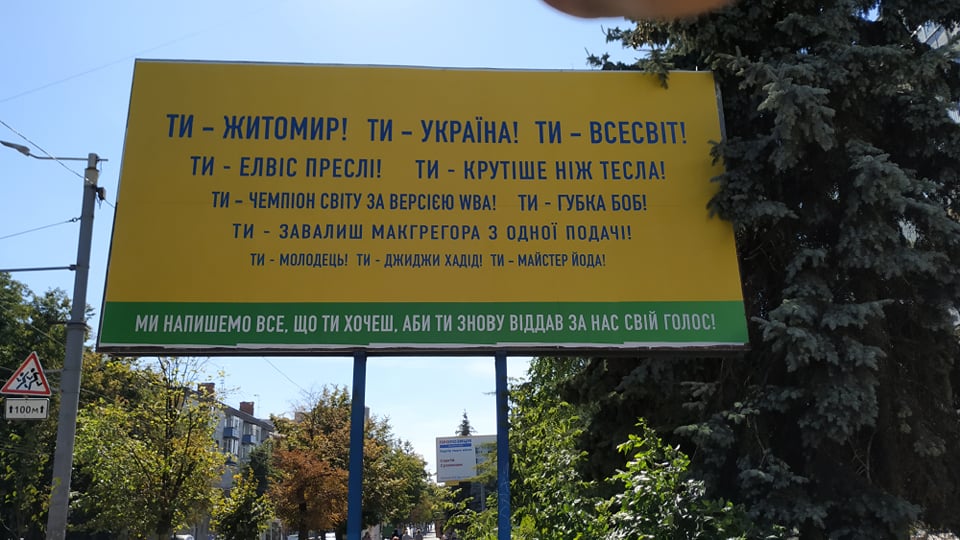 ТИ – ЖИТОМИР! ТИ – УКРАЇНА! ТИ – ВСЕСВІТ!
ТИ - ЕЛВІС ПРЕСЛІ! ТИ - КРУТІШЕ НІЖ ТЕСЛА!
ТИ – ЧЕМПІОН СВІТУ ЗА ВЕРСІЄЮ WBA! ТИ - ГУБКА БОБ!
ТИ - ЗАВАЛИШ МАКГРЕГОРА З ОДНОЇ ПОДАЧІ!
ТИ – МОЛОДЕЦЬ! ТИ – ДЖИДЖИ ХАДІД! ТИ – МАЙСТЕР ЙОДА!
МИ НАПИШЕМО ВСЕ, ЩО ТИ ХОЧЕШ, АБИ ТИ ЗНОВУ ВІДДАВ ЗА НАС СВІЙ ГОЛОС!
100м